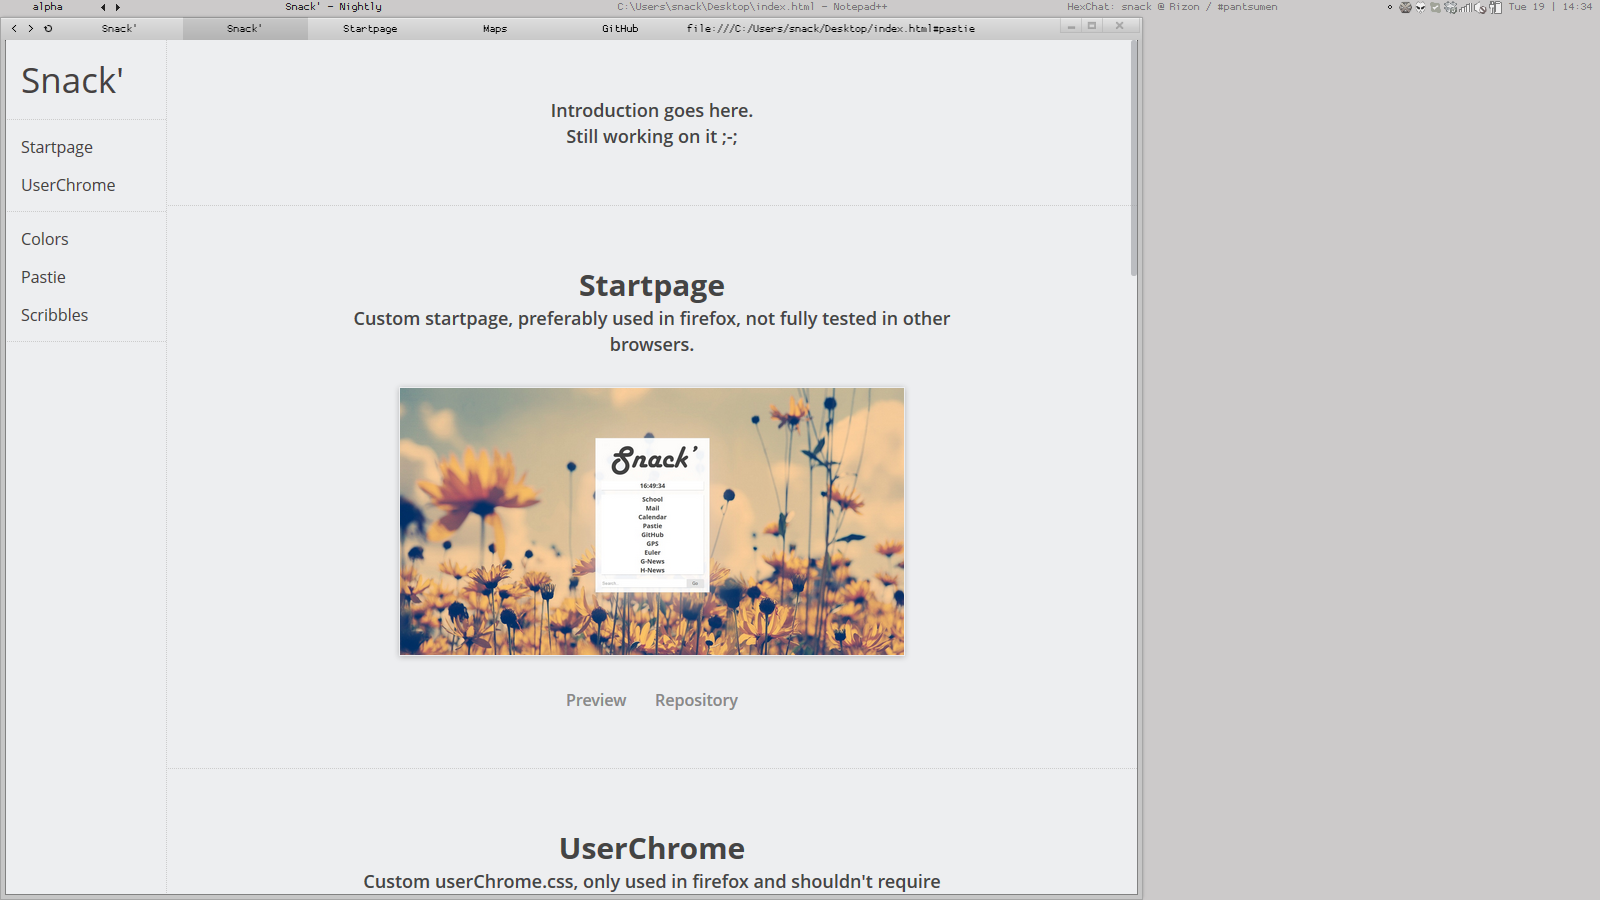 alpha
Snack' - Nightly
C:\Users\snack\Desktop\index.html - Notepad++
HexChat: snack @ Rizon / #pantsumen
Tue 19 | 14:34
Snack'
Snack'
Startpage
Maps
GitHub
file:///C:/Users/snack/Desktop/index.html#pastie
Snack'
Startpage
UserChrome
Colors
Pastie
Scribbles
Introduction goes here.
Still working on it ;-;
Startpage
Custom startpage, preferably used in firefox, not fully tested in other
browsers.
Snack'
16:49:34
School
Mail
Calendar
Pastie
GitHub
GPS
Euler
G-News
H-News
Search...
Go
Preview
Repository
UserChrome
Custom userChrome.css, only used in firefox and shouldn't require